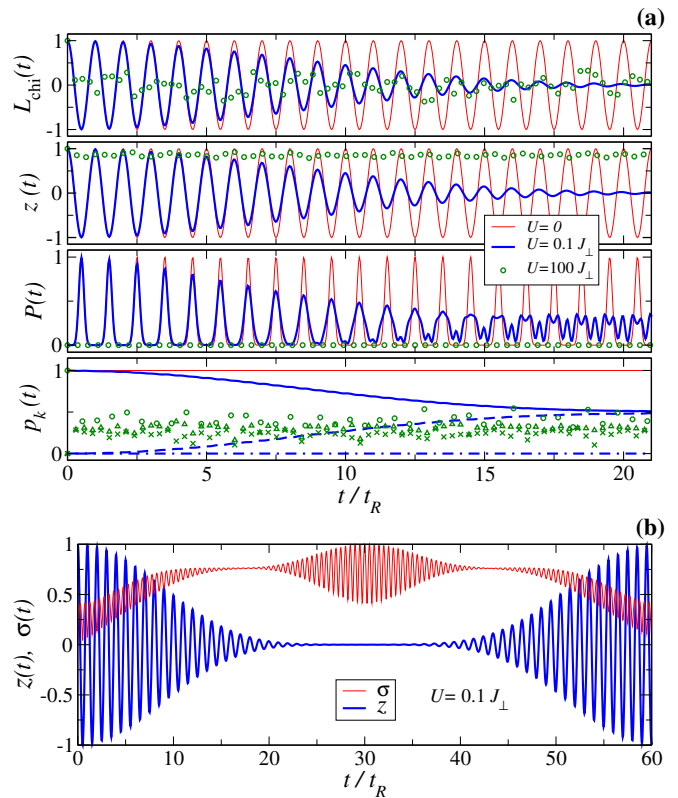 (a)
L_chi(t)
1
0
-1
z (t)
1
0
-1
U= 0
U= 0.1 J⊥
U=100 J⊥
P(t)
1
0
p_k(t)
1
0
0 5 10 15 20
t / t_R
(b)
z(t), σ(t)
1
0.5
0
-0.5
-1
σ
z
U= 0.1 J⊥
0 10 20 30 40 50 60
t / t_R